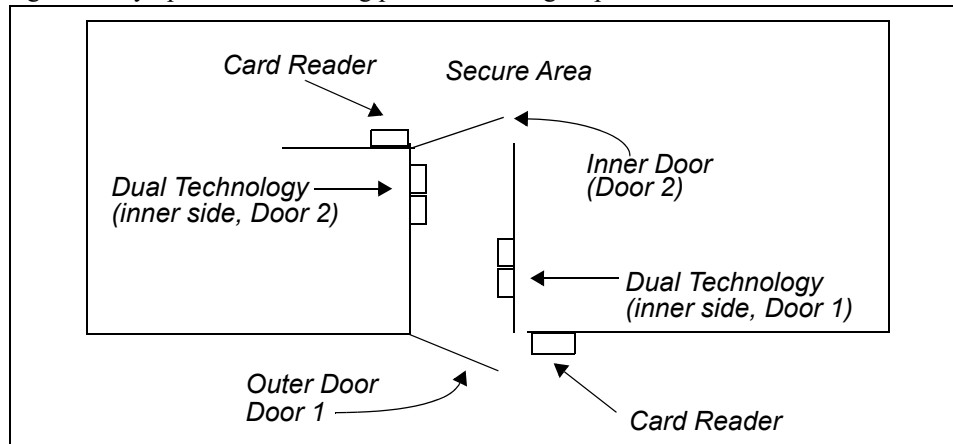 Card Reader
Secure Area
Inner Door
(Door 2)
Dual Technology
(inner side, Door 2)
Dual Technology
(inner side, Door 1)
Outer Door
Door 1
Card Reader